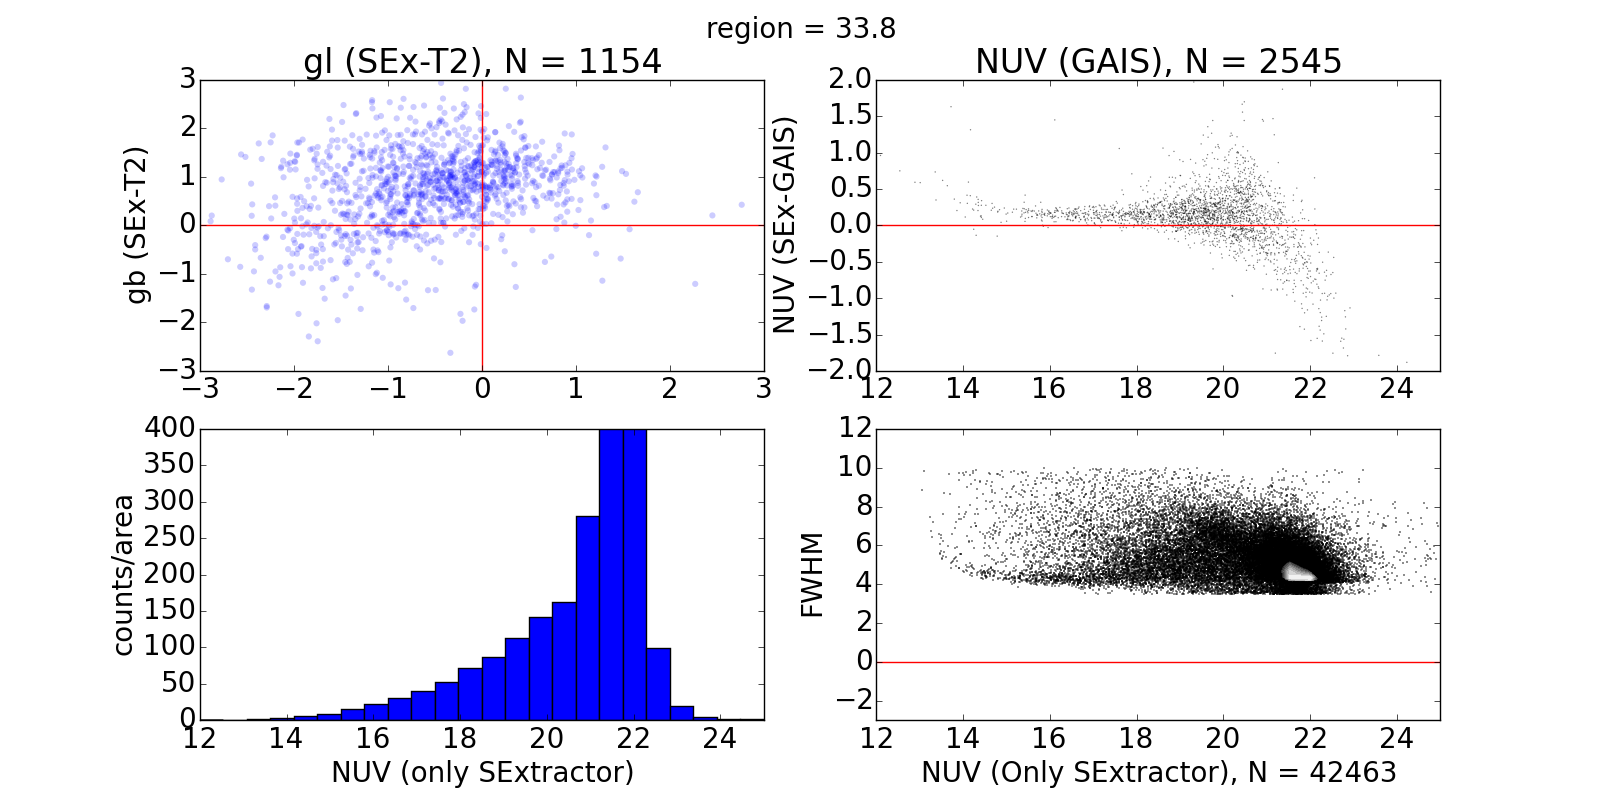 region = 33.8
gl (SEx-T2), N = 1154
NUV (GAIS), N = 2545
3
2
1
0
−1
−2
−3
gb (SEx-T2)
−3 −2 −1 0 1 2 3
2.0
1.5
1.0
0.5
0.0
−0.5
−1.0
−1.5
−2.0
NUV (SEx-GAIS)
12 14 16 18 20 22 24
400
350
300
250
200
150
100
50
0
counts/area
12 14 16 18 20 22 24
NUV (only SExtractor)
12
10
8
6
4
2
0
−2
FWHM
12 14 16 18 20 22 24
NUV (Only SExtractor), N = 42463